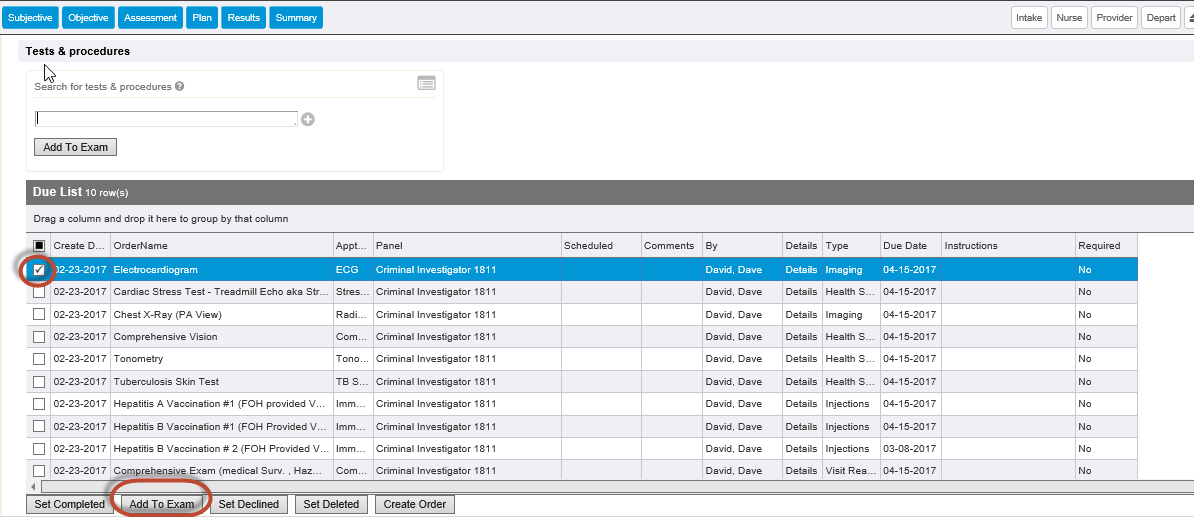 Subjective Objective Assessment Plan Results Summary Intake Nurse Provider Depart
Tests & procedures
Search for tests & procedures ?
Add To Exam
Due List 10 row(s)
Drag a column and drop it here to group by that column
Create D... OrderName Appt... Panel Scheduled Comments By Details Type Due Date Instructions Required
02-23-2017 Electrocardiogram ECG Criminal Investigator 1811 David, Dave Details Imaging 04-15-2017 No
02-23-2017 Cardiac Stress Test - Treadmill Echo aka Str... Stres... Criminal Investigator 1811 David, Dave Details Health S... 04-15-2017 No
02-23-2017 Chest X-Ray (PA View) Radi... Criminal Investigator 1811 David, Dave Details Imaging 04-15-2017 No
02-23-2017 Comprehensive Vision Com... Criminal Investigator 1811 David, Dave Details Health S... 04-15-2017 No
02-23-2017 Tonometry Tono... Criminal Investigator 1811 David, Dave Details Health S... 04-15-2017 No
02-23-2017 Tuberculosis Skin Test TB S... Criminal Investigator 1811 David, Dave Details Health S... 04-15-2017 No
02-23-2017 Hepatitis A Vaccination #1 (FOH provided V... Imm... Criminal Investigator 1811 David, Dave Details Injections 04-15-2017 No
02-23-2017 Hepatitis B Vaccination #1 (FOH Provided V... Imm... Criminal Investigator 1811 David, Dave Details Injections 04-15-2017 No
02-23-2017 Hepatitis B Vaccination # 2 (FOH Provided V... Imm... Criminal Investigator 1811 David, Dave Details Injections 03-08-2017 No
02-23-2017 Comprehensive Exam (medical Surv. , Haz... Com... Criminal Investigator 1811 David, Dave Details Visit Rea... 04-15-2017 No
Set Completed Add To Exam Set Declined Set Deleted Create Order